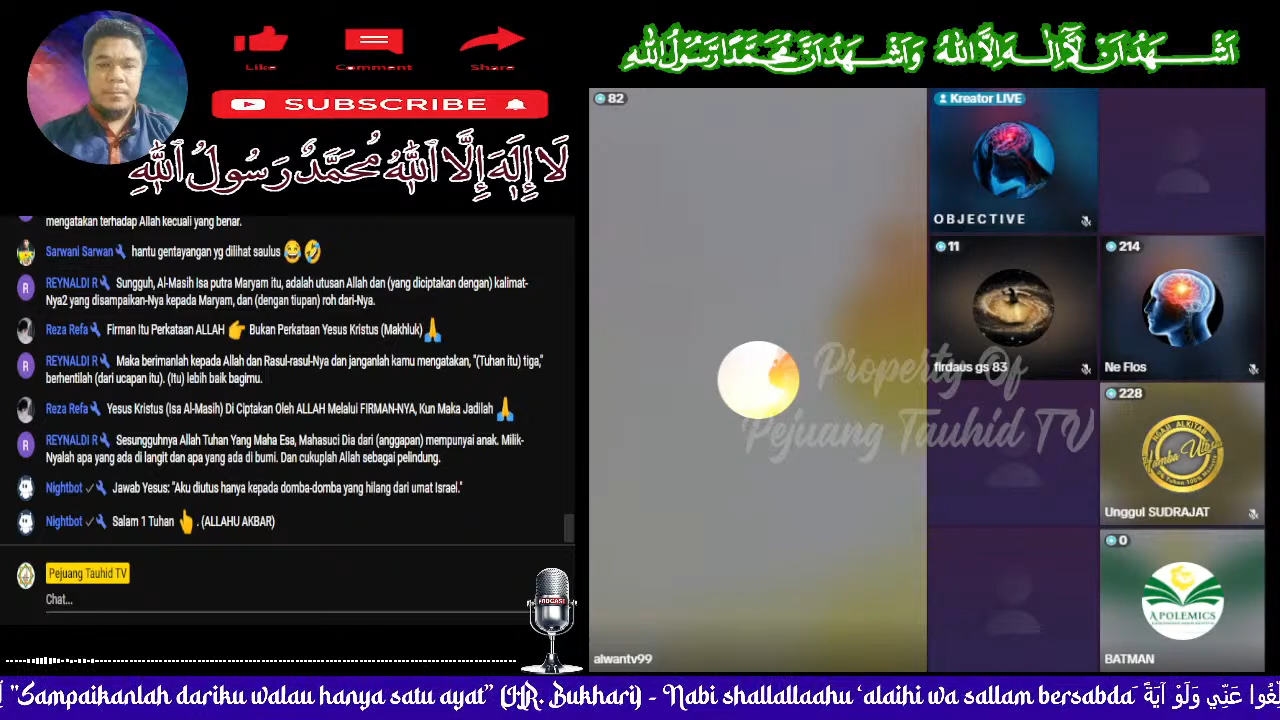 Like
Comment
Share
SUBSCRIBE
لَا إِلٰهَ إِلَّا ٱللّٰهُ مُحَمَّدٌ رَسُولُ ٱللّٰهِ
اَشْهَدُ اَنْ لَآ اِلٰهَ اِلَّا اللهُ وَاَشْهَدُ اَنَّ مُحَمَّدًا رَّسُوْلُ اللهِ
mengatakan terhadap Allah kecuali yang benar.
Sarwani Sarwan hantu gentayangan yg dilihat saulus 😂🤣
REYNALDI R Sungguh, Al-Masih Isa putra Maryam itu, adalah utusan Allah dan (yang diciptakan dengan) kalimat-
Nya2 yang disampaikan-Nya kepada Maryam, dan (dengan tiupan) roh dari-Nya.
Reza Refa Firman Itu Perkataan ALLAH 👉 Bukan Perkataan Yesus Kristus (Makhluk)🙏
REYNALDI R Maka berimanlah kepada Allah dan Rasul-rasul-Nya dan janganlah kamu mengatakan, "(Tuhan itu) tiga,"
berhentilah (dari ucapan itu). (Itu) lebih baik bagimu.
Reza Refa Yesus Kristus (Isa Al-Masih) Di Ciptakan Oleh ALLAH Melalui FIRMAN-NYA, Kun Maka Jadilah 🙏
REYNALDI R Sesungguhnya Allah Tuhan Yang Maha Esa, Mahasuci Dia dari (anggapan) mempunyai anak. Milik-
Nyalah apa yang ada di langit dan apa yang ada di bumi. Dan cukuplah Allah sebagai pelindung.
Nightbot ✓ Jawab Yesus: "Aku diutus hanya kepada domba-domba yang hilang dari umat Israel."
Nightbot ✓ Salam 1 Tuhan 👆 . (ALLAHU AKBAR)
R
R
R
Pejuang Tauhid TV
Chat...
PODCAST
82
Kreator LIVE
OBJECTIVE
11
firdaus gs 83
214
Ne Flos
228
NGAJI ALKITAB
Unggul SUDRAJAT
0
APOLEMICS
BATMAN
alwantv99
Property Of
Pejuang Tauhid TV
"Sampaikanlah dariku walau hanya satu ayat" (HR. Bukhari) - Nabi shallallaahu 'alaihi wa sallam bersabda عَنِّي وَلَوْ آيَةً